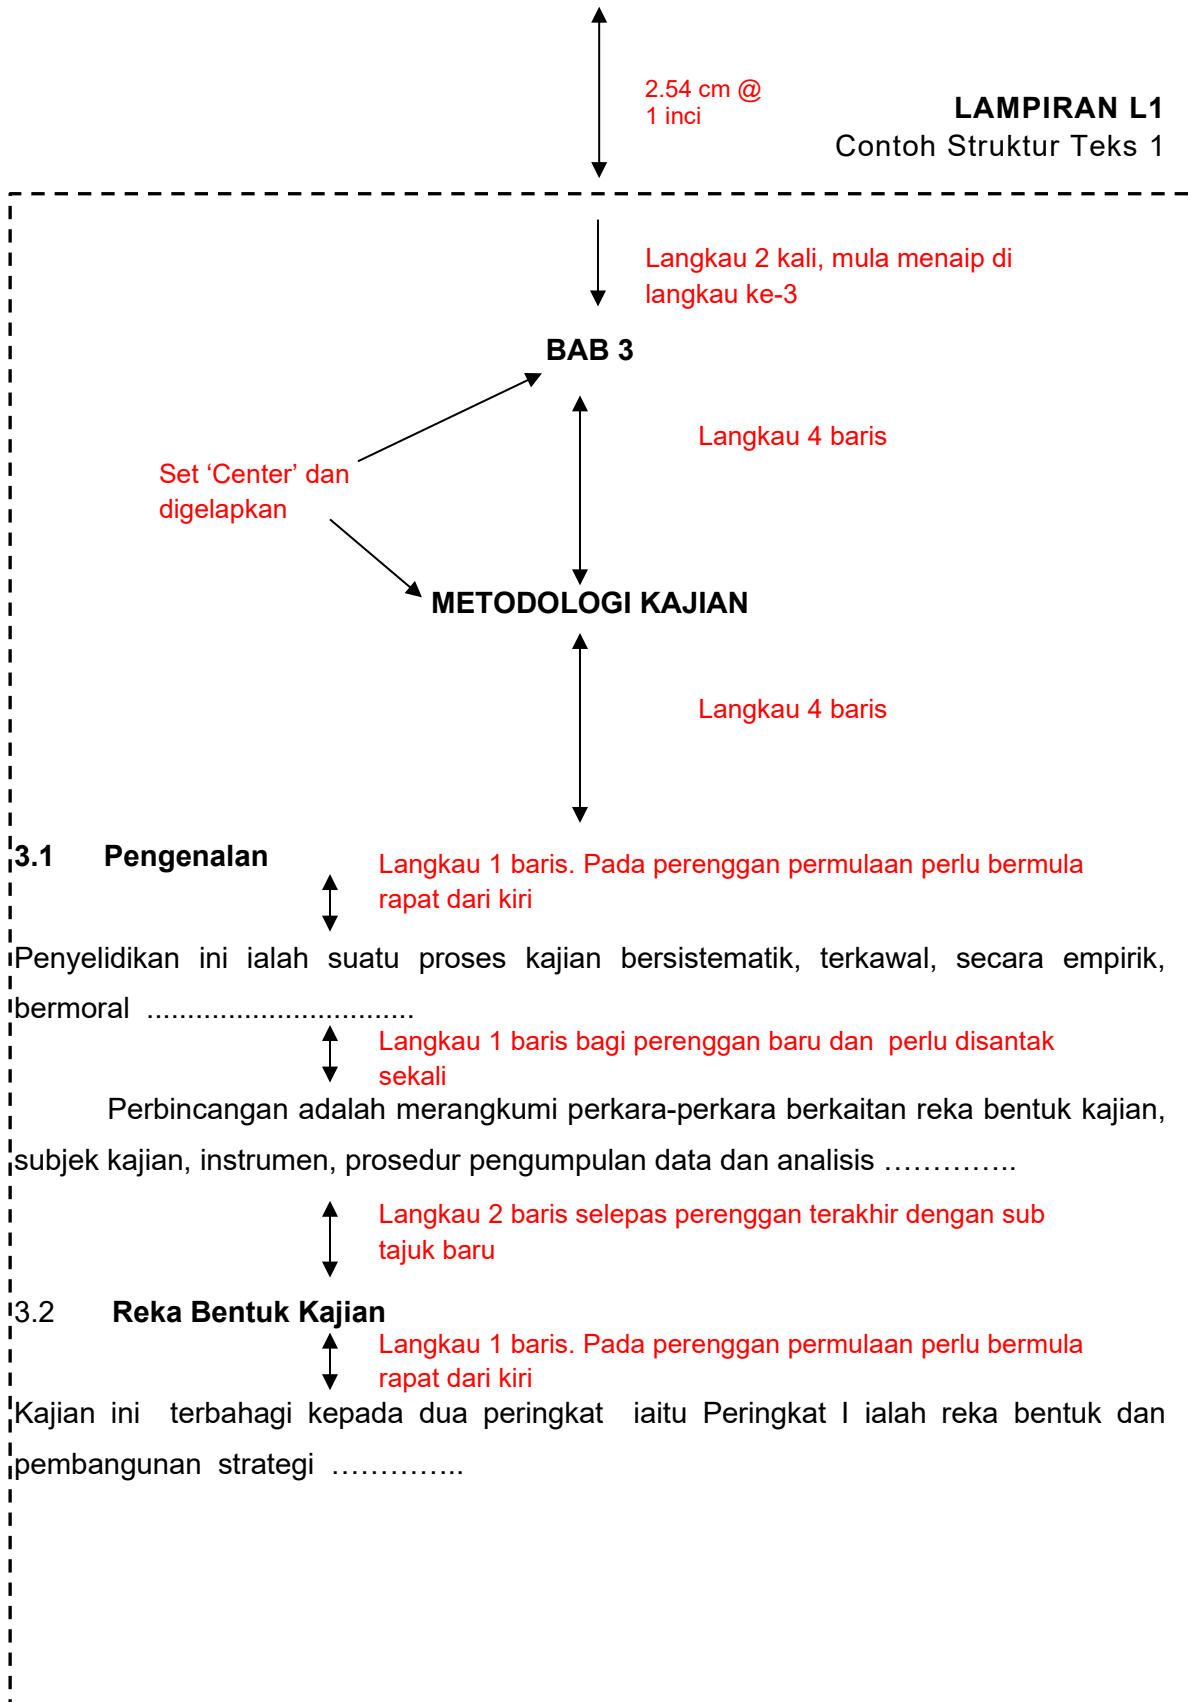 2.54 cm @
1 inci
LAMPIRAN L1
Contoh Struktur Teks 1
Langkau 2 kali, mula menaip di
langkau ke-3
BAB 3
Langkau 4 baris
Set ‘Center’ dan
digelapkan
METODOLOGI KAJIAN
Langkau 4 baris
3.1 Pengenalan
Langkau 1 baris. Pada perenggan permulaan perlu bermula
rapat dari kiri
Penyelidikan ini ialah suatu proses kajian bersistematik, terkawal, secara empirik,
bermoral .................................
Langkau 1 baris bagi perenggan baru dan perlu disantak
sekali
Perbincangan adalah merangkumi perkara-perkara berkaitan reka bentuk kajian,
subjek kajian, instrumen, prosedur pengumpulan data dan analisis …………..
Langkau 2 baris selepas perenggan terakhir dengan sub
tajuk baru
3.2 Reka Bentuk Kajian
Langkau 1 baris. Pada perenggan permulaan perlu bermula
rapat dari kiri
Kajian ini terbahagi kepada dua peringkat iaitu Peringkat I ialah reka bentuk dan
pembangunan strategi …………..